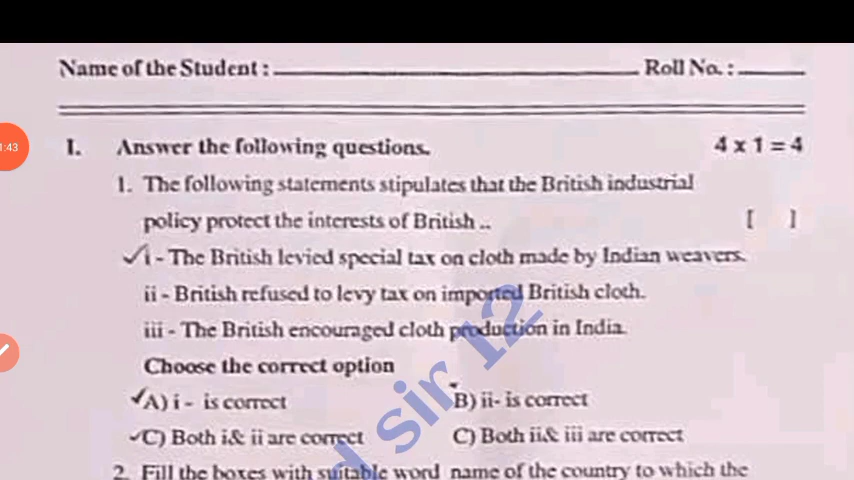 Name of the Student : Roll No. :
1:43
I. Answer the following questions. 4 x 1 = 4
1. The following statements stipulates that the British industrial
policy protect the interests of British .. [ ]
i - The British levied special tax on cloth made by Indian weavers.
ii - British refused to levy tax on imported British cloth.
iii - The British encouraged cloth production in India.
Choose the correct option
A) i - is correct B) ii- is correct
C) Both i& ii are correct C) Both ii& iii are correct
d sir 12
2. Fill the boxes with suitable word name of the country to which the